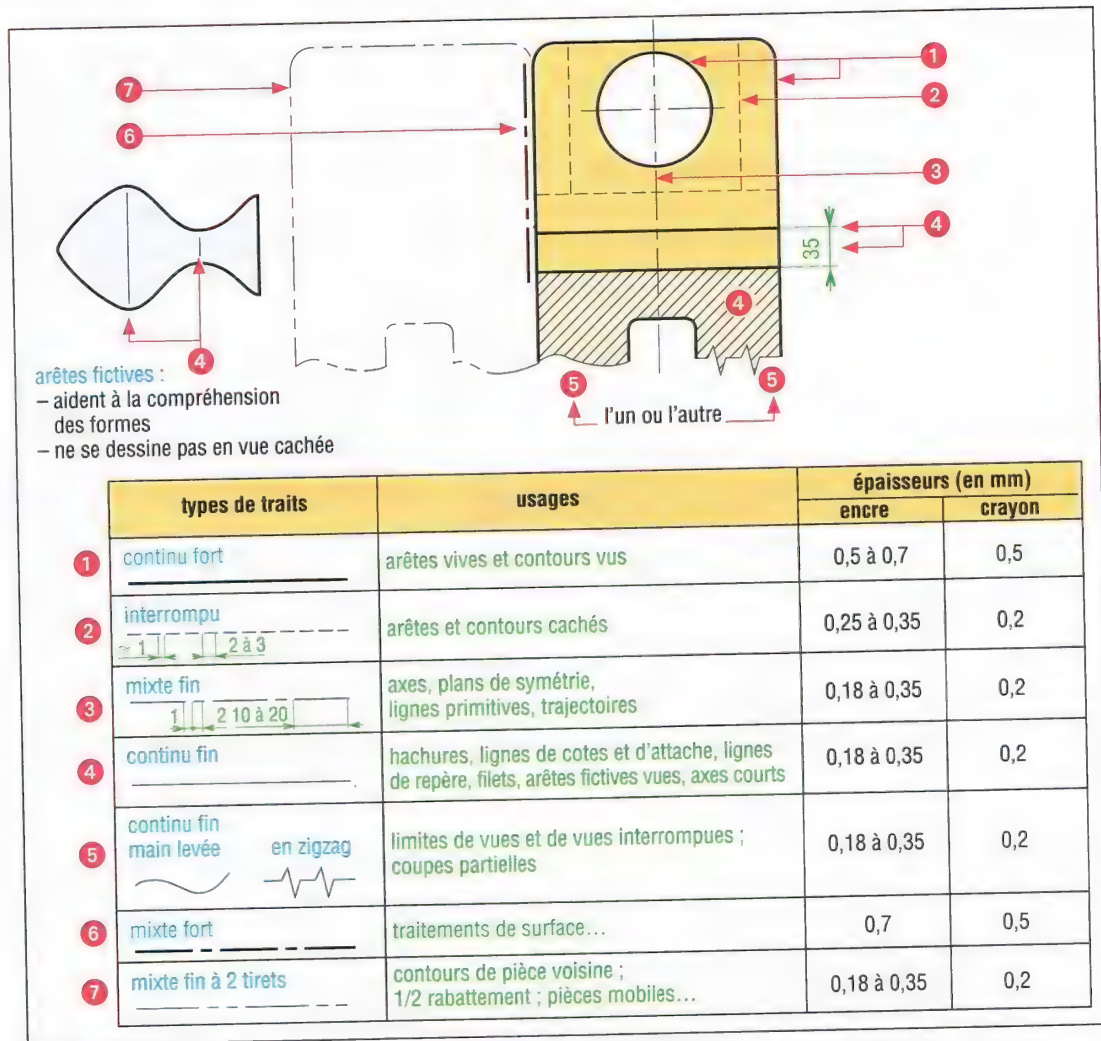 1
7
2
6
3
4
35
4
4
arêtes fictives :
– aident à la compréhension
des formes
– ne se dessine pas en vue cachée
5
5
l'un ou l'autre
types de traits
usages
épaisseurs (en mm)
encre
crayon
1
continu fort
arêtes vives et contours vus
0,5 à 0,7
0,5
2
interrompu
≈ 1
2 à 3
arêtes et contours cachés
0,25 à 0,35
0,2
3
mixte fin
1
2 10 à 20
axes, plans de symétrie,
lignes primitives, trajectoires
0,18 à 0,35
0,2
4
continu fin
hachures, lignes de cotes et d'attache, lignes
de repère, filets, arêtes fictives vues, axes courts
0,18 à 0,35
0,2
5
continu fin
main levée
en zigzag
limites de vues et de vues interrompues ;
coupes partielles
0,18 à 0,35
0,2
6
mixte fort
traitements de surface…
0,7
0,5
7
mixte fin à 2 tirets
contours de pièce voisine ;
1/2 rabattement ; pièces mobiles…
0,18 à 0,35
0,2